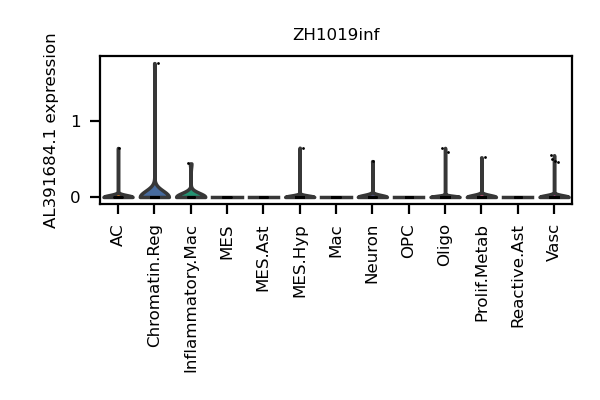 ZH1019inf
AL391684.1 expression
1
0
AC
Chromatin.Reg
Inflammatory.Mac
MES
MES.Ast
MES.Hyp
Mac
Neuron
OPC
Oligo
Prolif.Metab
Reactive.Ast
Vasc